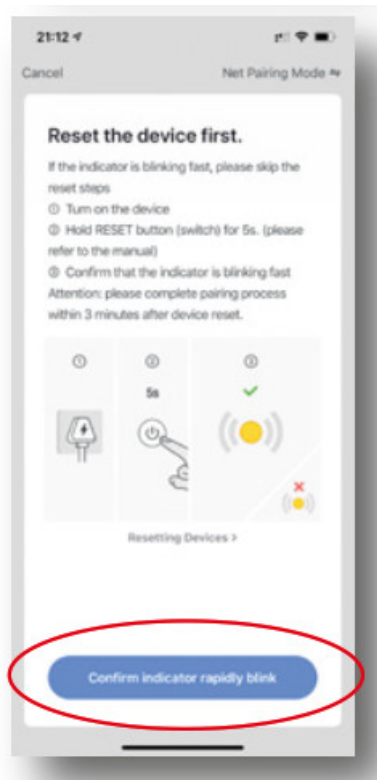 21:12
Cancel
Net Pairing Mode ⇋
Reset the device first.
If the indicator is blinking fast, please skip the
reset steps
① Turn on the device
② Hold RESET button (switch) for 5s. (please
refer to the manual)
③ Confirm that the indicator is blinking fast
Attention: please complete pairing process
within 3 minutes after device reset.
① ② ③
5s
Resetting Devices >
Confirm indicator rapidly blink